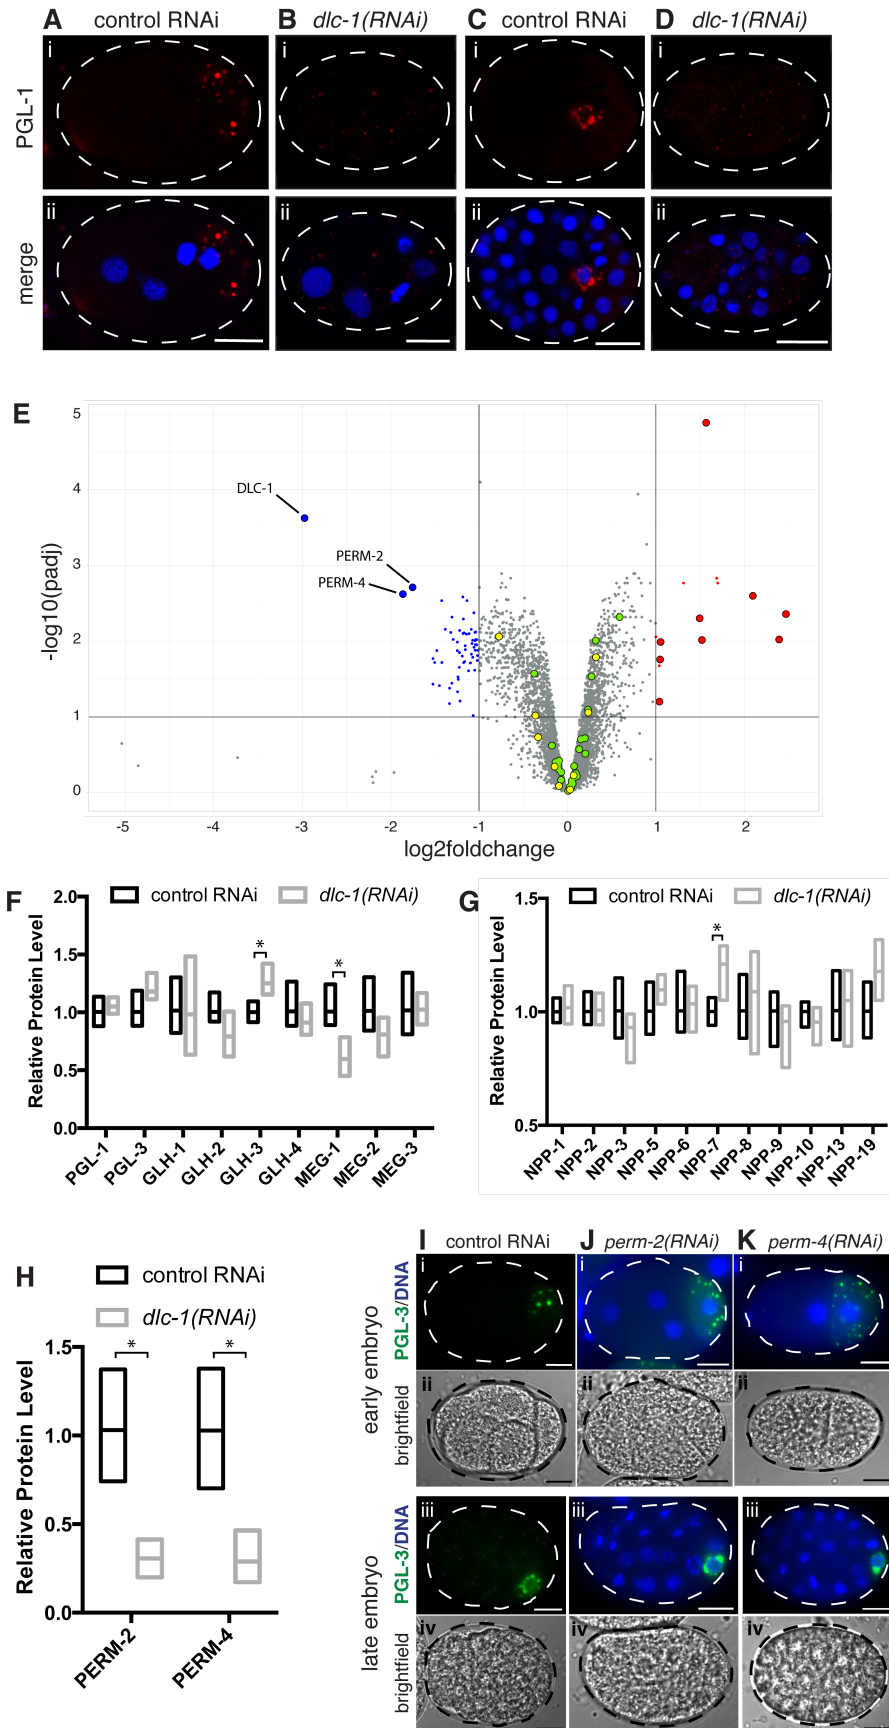 A control RNAi B dlc-1(RNAi) C control RNAi D dlc-1(RNAi)
i i i i
PGL-1
ii ii ii ii
merge
E
5
4
3
2
1
0
-log10(padj)
DLC-1
PERM-2
PERM-4
-5 -4 -3 -2 -1 0 1 2
log2foldchange
F control RNAi dlc-1(RNAi)
2.0
1.5
1.0
0.5
0.0
Relative Protein Level
* *
PGL-1 PGL-3 GLH-1 GLH-2 GLH-3 GLH-4 MEG-1 MEG-2 MEG-3
G control RNAi dlc-1(RNAi)
1.5
1.0
0.5
Relative Protein Level
*
NPP-1 NPP-2 NPP-3 NPP-5 NPP-6 NPP-7 NPP-8 NPP-9 NPP-10 NPP-13 NPP-19
H control RNAi
dlc-1(RNAi)
1.5
1.0
0.5
0.0
Relative Protein Level
* *
PERM-2 PERM-4
I control RNAi J perm-2(RNAi) K perm-4(RNAi)
early embryo
PGL-3/DNA
i i i
brightfield
ii ii ii
late embryo
PGL-3/DNA
iii iii iii
brightfield
iv iv iv